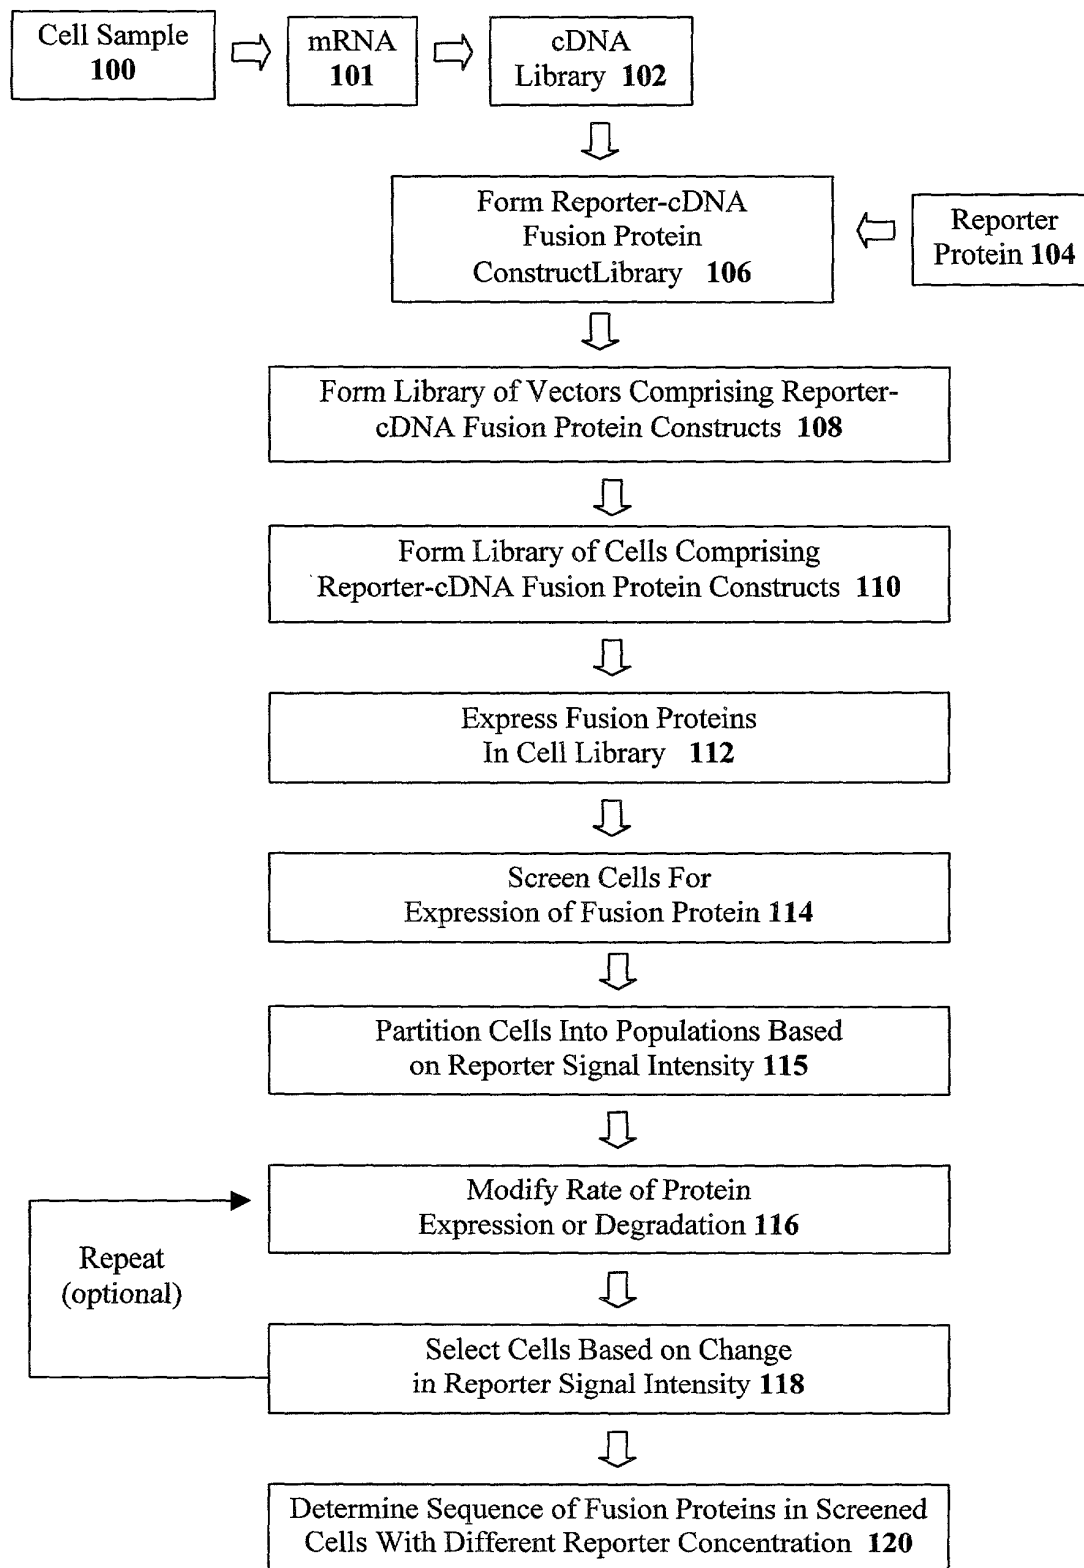 Cell Sample
100
mRNA
101
cDNA
Library 102
Form Reporter-cDNA
Fusion Protein
ConstructLibrary 106
Reporter
Protein 104
Form Library of Vectors Comprising Reporter-
cDNA Fusion Protein Constructs 108
Form Library of Cells Comprising
Reporter-cDNA Fusion Protein Constructs 110
Express Fusion Proteins
In Cell Library 112
Screen Cells For
Expression of Fusion Protein 114
Partition Cells Into Populations Based
on Reporter Signal Intensity 115
Modify Rate of Protein
Expression or Degradation 116
Repeat
(optional)
Select Cells Based on Change
in Reporter Signal Intensity 118
Determine Sequence of Fusion Proteins in Screened
Cells With Different Reporter Concentration 120